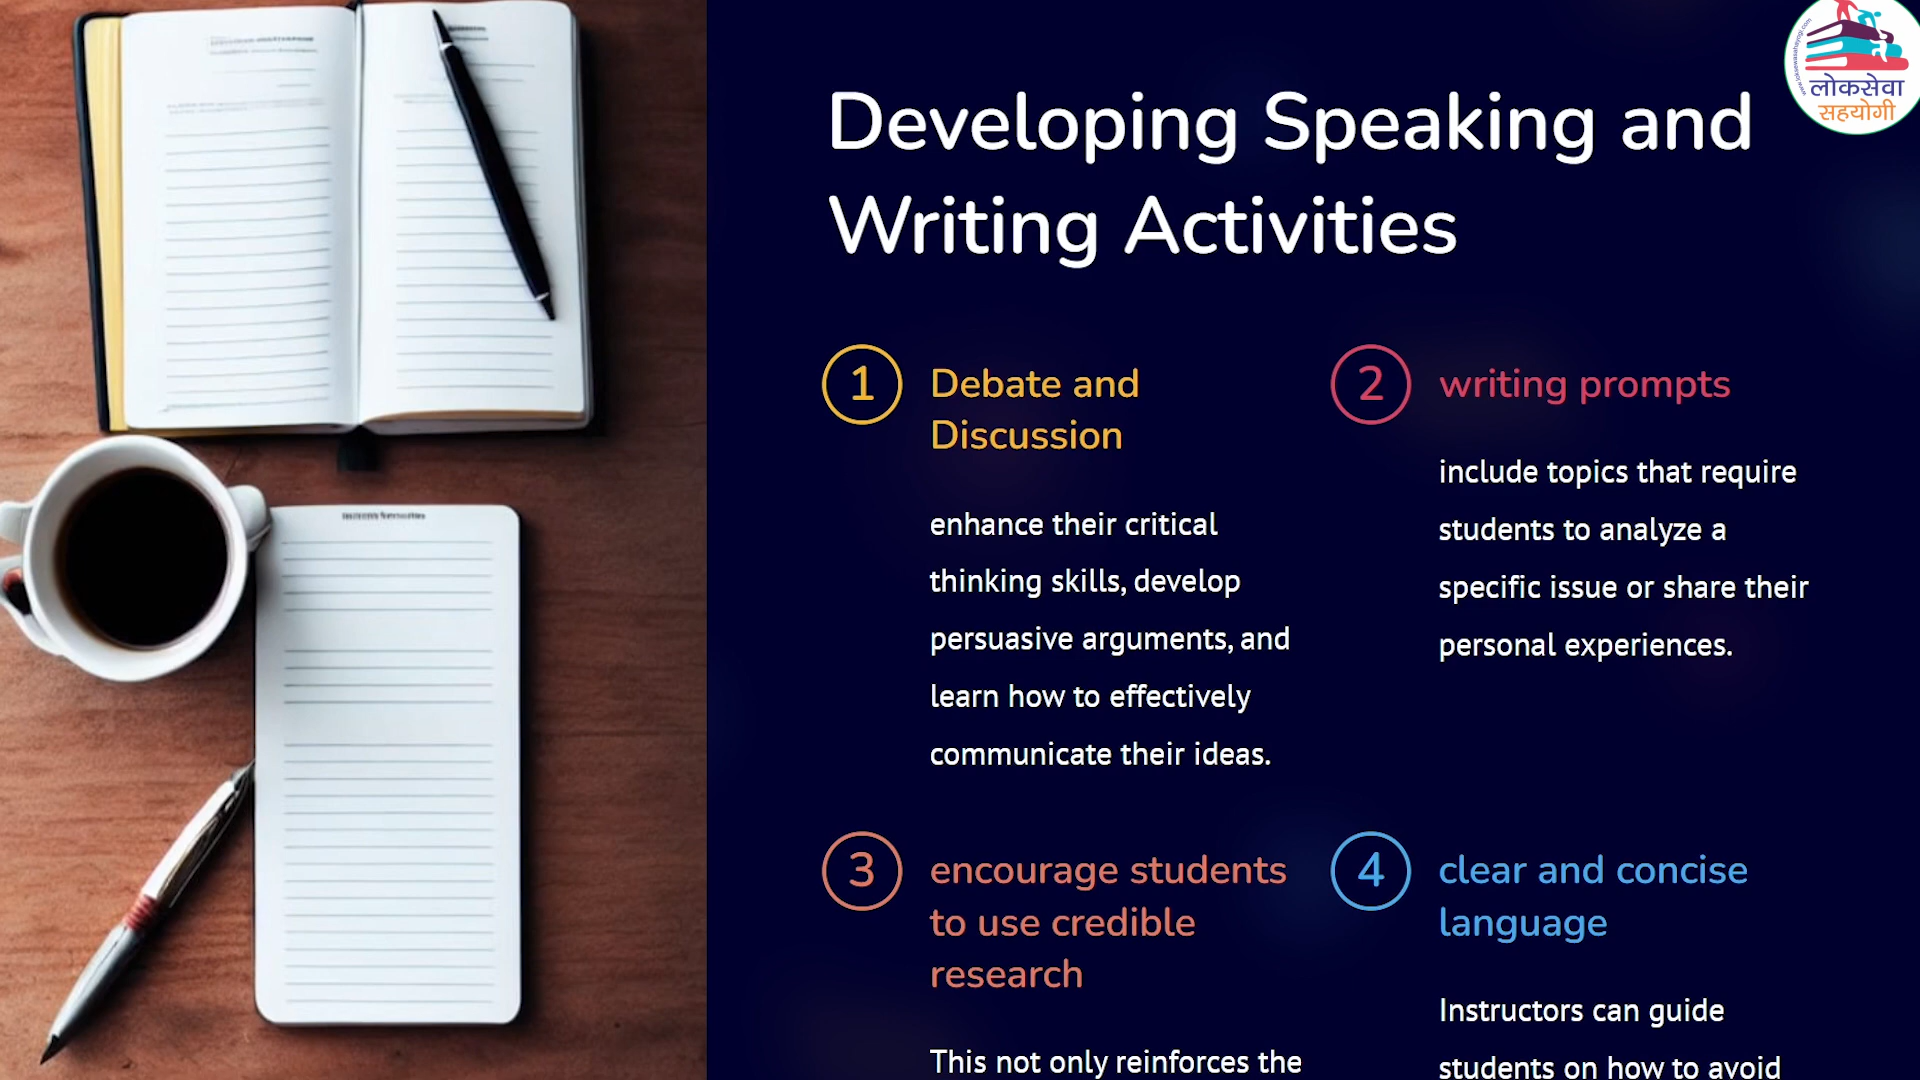 Developing Speaking and
Writing Activities
1
Debate and
Discussion
enhance their critical
thinking skills, develop
persuasive arguments, and
learn how to effectively
communicate their ideas.
2
writing prompts
include topics that require
students to analyze a
specific issue or share their
personal experiences.
3
encourage students
to use credible
research
This not only reinforces the
4
clear and concise
language
Instructors can guide
students on how to avoid
लोकसेवा
सहयोगी